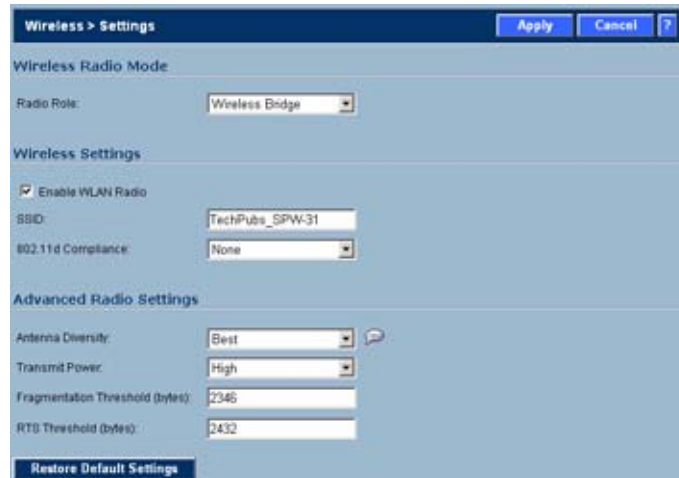 Wireless > Settings Apply Cancel ?
Wireless Radio Mode
Radio Role: Wireless Bridge
Wireless Settings
Enable WLAN Radio
SSID: TechPubs_SPW-31
802.11d Compliance: None
Advanced Radio Settings
Antenna Diversity: Best
Transmit Power: High
Fragmentation Threshold (bytes): 2346
RTS Threshold (bytes): 2432
Restore Default Settings